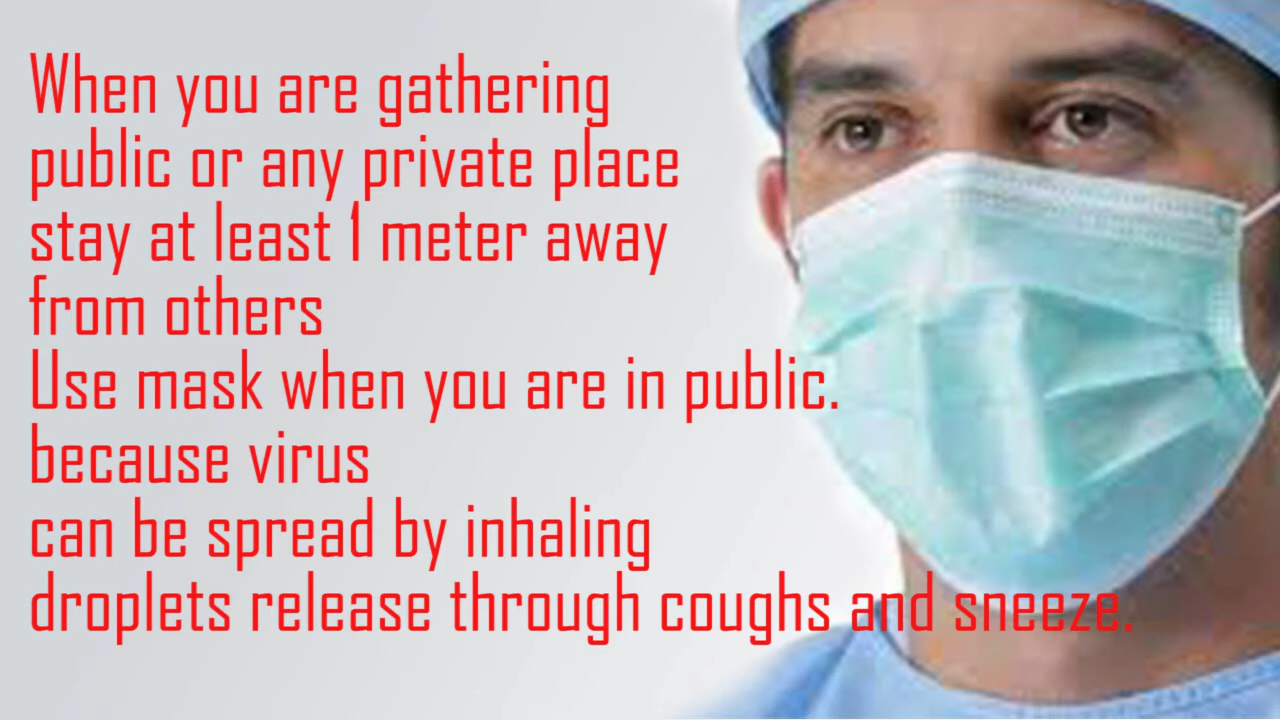 When you are gathering
public or any private place
stay at least 1 meter away
from others
Use mask when you are in public.
because virus
can be spread by inhaling
droplets release through coughs and sneeze.